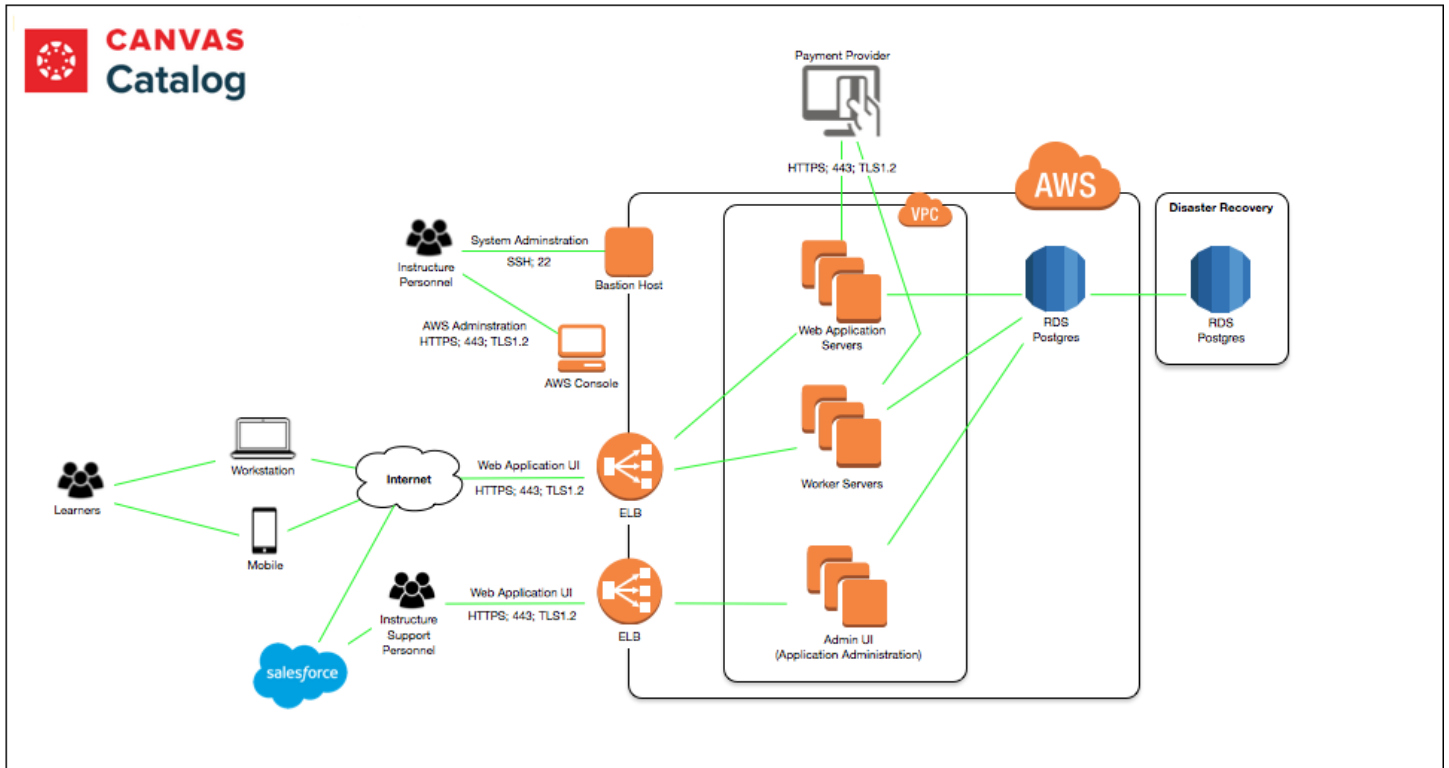 CANVAS
Catalog
Payment Provider
HTTPS; 443; TLS1.2
AWS
VPC
Disaster Recovery
System Adminstration
SSH; 22
Instructure
Personnel
Bastion Host
AWS Adminstration
HTTPS; 443; TLS1.2
AWS Console
Web Application
Servers
RDS
Postgres
RDS
Postgres
Workstation
Internet
Web Application UI
HTTPS; 443; TLS1.2
ELB
Worker Servers
Learners
Mobile
Web Application UI
HTTPS; 443; TLS1.2
Instructure
Support
Personnel
ELB
Admin UI
(Application Administration)
salesforce